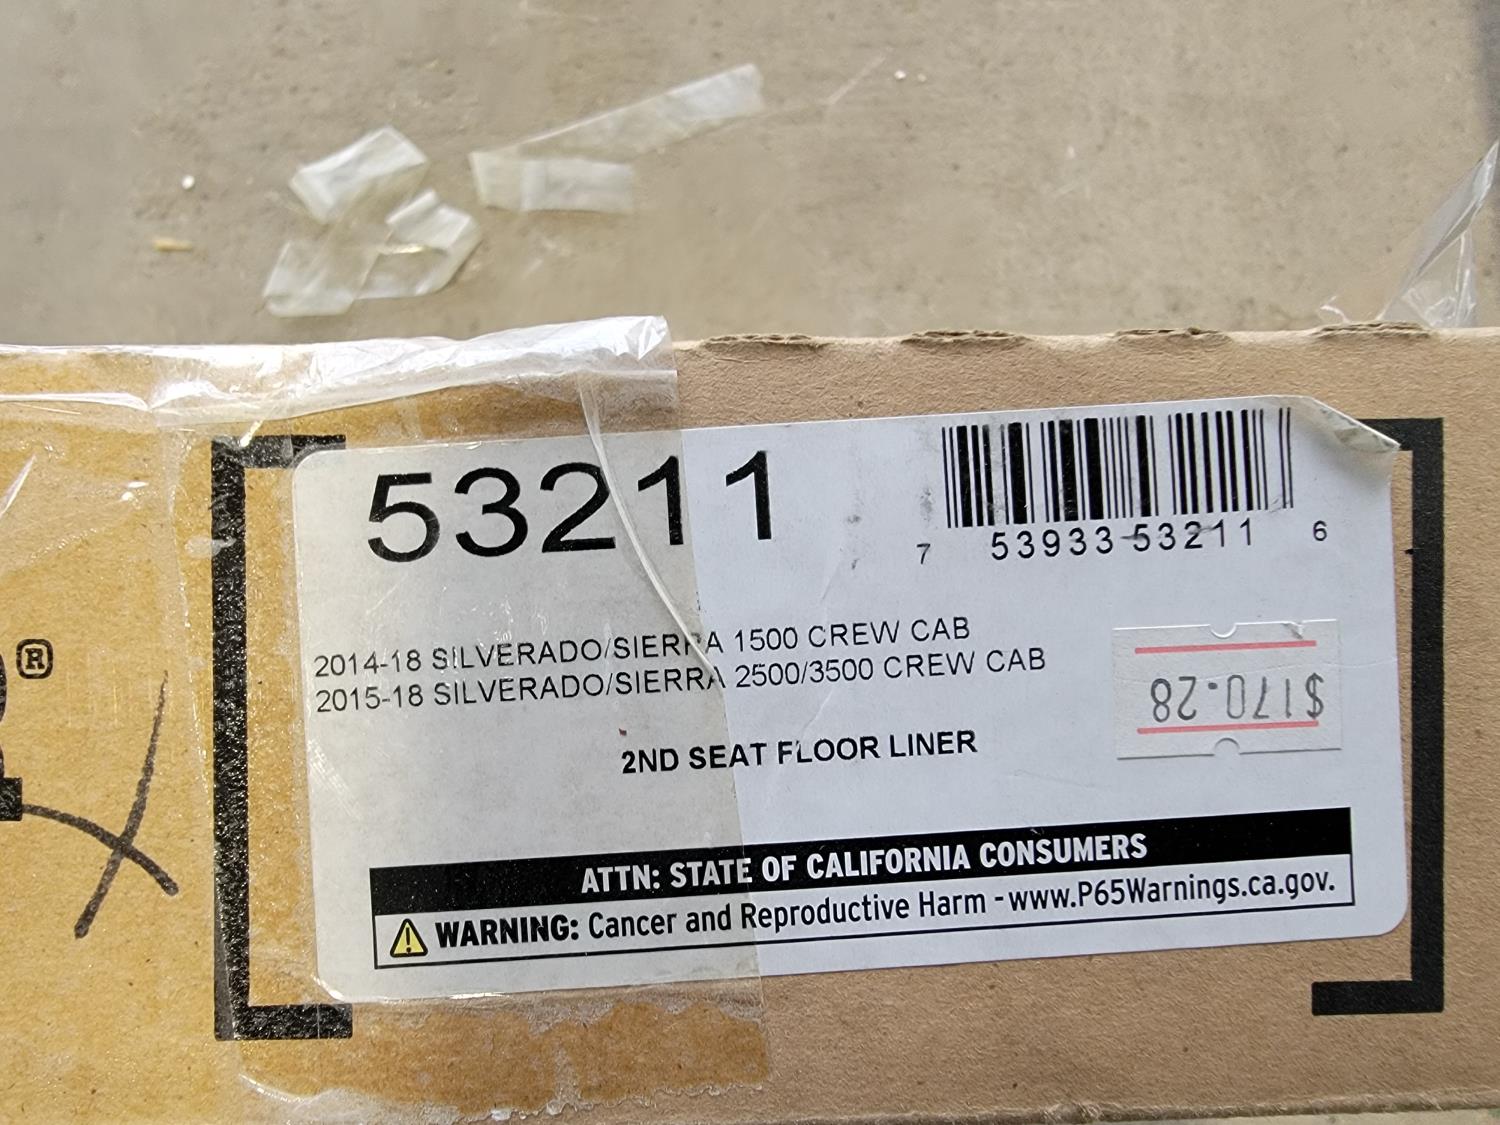 53211
7 53933 53211 6
2014-18 SILVERADO/SIERRA 1500 CREW CAB
2015-18 SILVERADO/SIERRA 2500/3500 CREW CAB
$170.28
2ND SEAT FLOOR LINER
ATTN: STATE OF CALIFORNIA CONSUMERS
WARNING: Cancer and Reproductive Harm - www.P65Warnings.ca.gov.
®